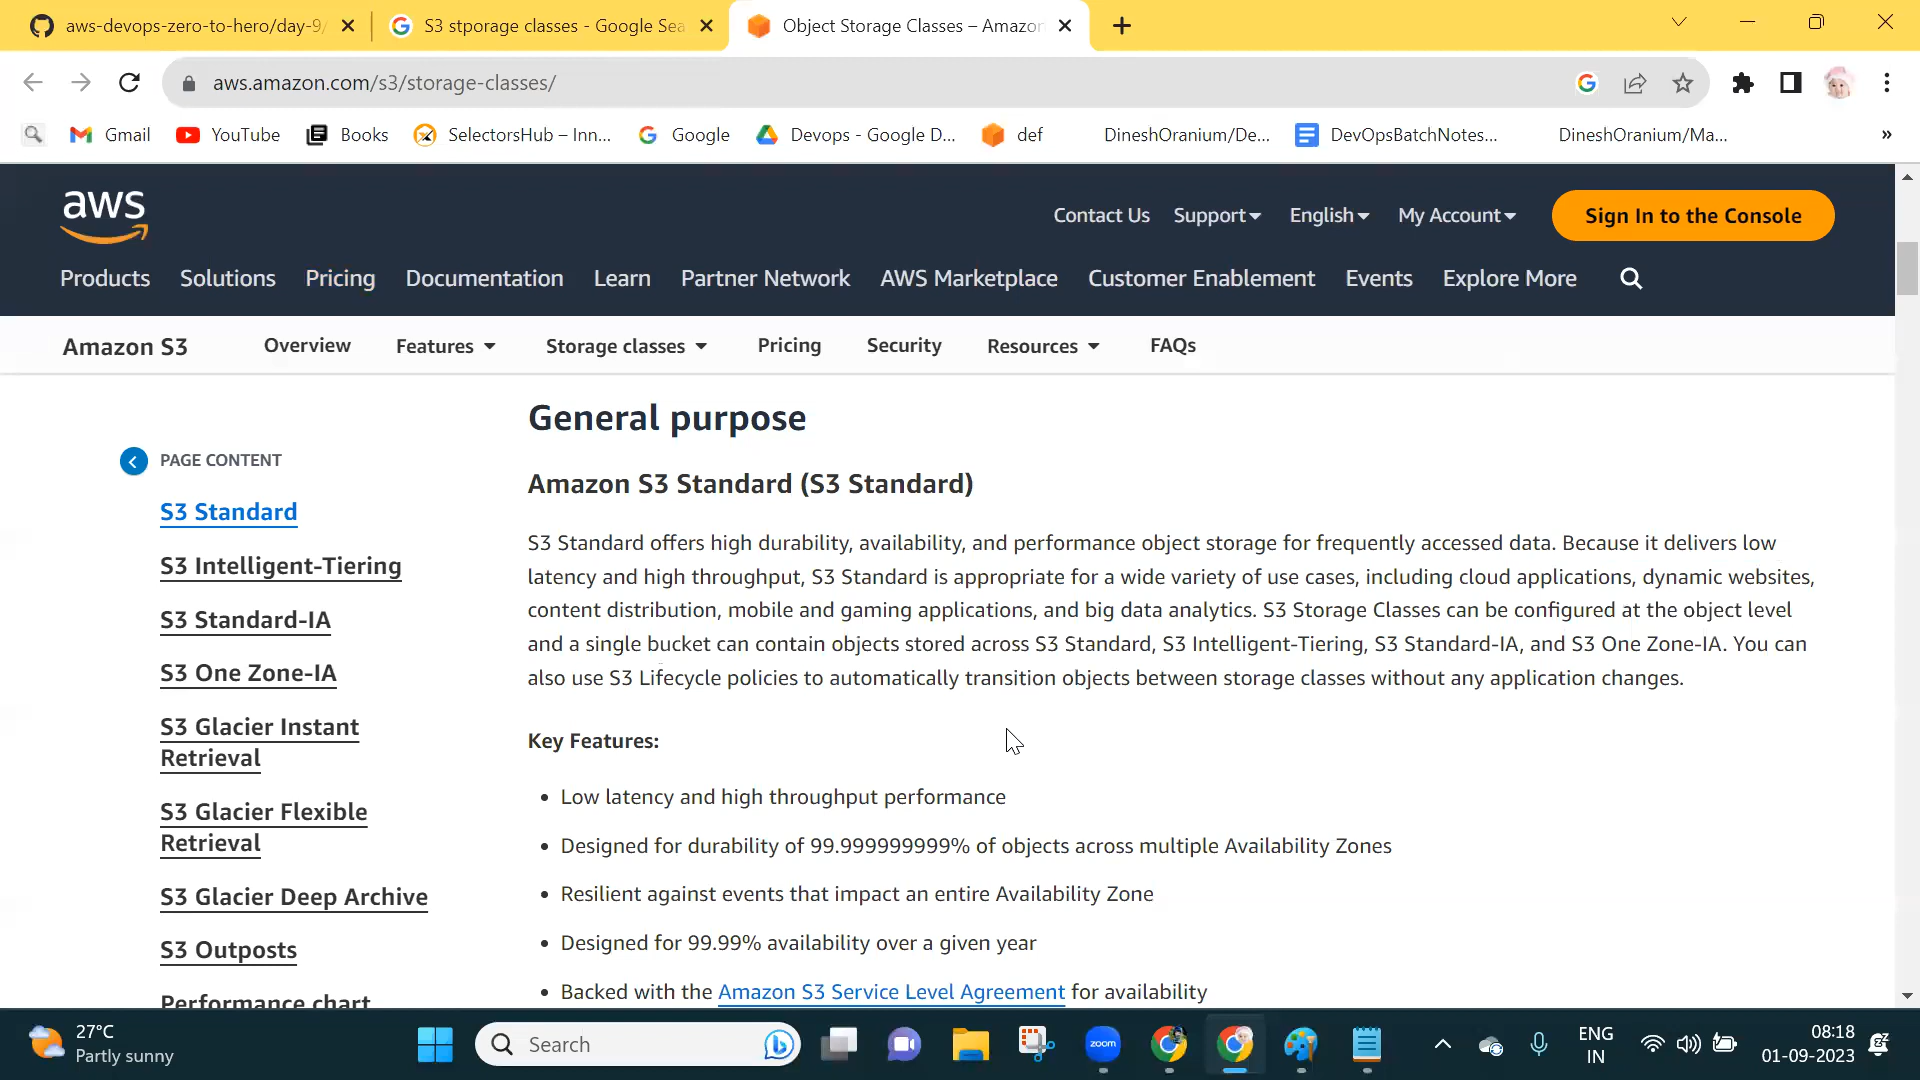 aws-devops-zero-to-hero/day-9/
S3 stporage classes - Google Sea
Object Storage Classes – Amazon
aws.amazon.com/s3/storage-classes/
Gmail YouTube Books SelectorsHub – Inn... Google Devops - Google D... def DineshOranium/De... DevOpsBatchNotes... DineshOranium/Ma... »
aws
Contact Us Support English My Account Sign In to the Console
Products Solutions Pricing Documentation Learn Partner Network AWS Marketplace Customer Enablement Events Explore More
Amazon S3 Overview Features Storage classes Pricing Security Resources FAQs
PAGE CONTENT
S3 Standard
S3 Intelligent-Tiering
S3 Standard-IA
S3 One Zone-IA
S3 Glacier Instant
Retrieval
S3 Glacier Flexible
Retrieval
S3 Glacier Deep Archive
S3 Outposts
Performance chart
General purpose
Amazon S3 Standard (S3 Standard)
S3 Standard offers high durability, availability, and performance object storage for frequently accessed data. Because it delivers low
latency and high throughput, S3 Standard is appropriate for a wide variety of use cases, including cloud applications, dynamic websites,
content distribution, mobile and gaming applications, and big data analytics. S3 Storage Classes can be configured at the object level
and a single bucket can contain objects stored across S3 Standard, S3 Intelligent-Tiering, S3 Standard-IA, and S3 One Zone-IA. You can
also use S3 Lifecycle policies to automatically transition objects between storage classes without any application changes.
Key Features:
• Low latency and high throughput performance
• Designed for durability of 99.999999999% of objects across multiple Availability Zones
• Resilient against events that impact an entire Availability Zone
• Designed for 99.99% availability over a given year
• Backed with the Amazon S3 Service Level Agreement for availability
27°C
Partly sunny
Search
zoom
ENG
IN
08:18
01-09-2023